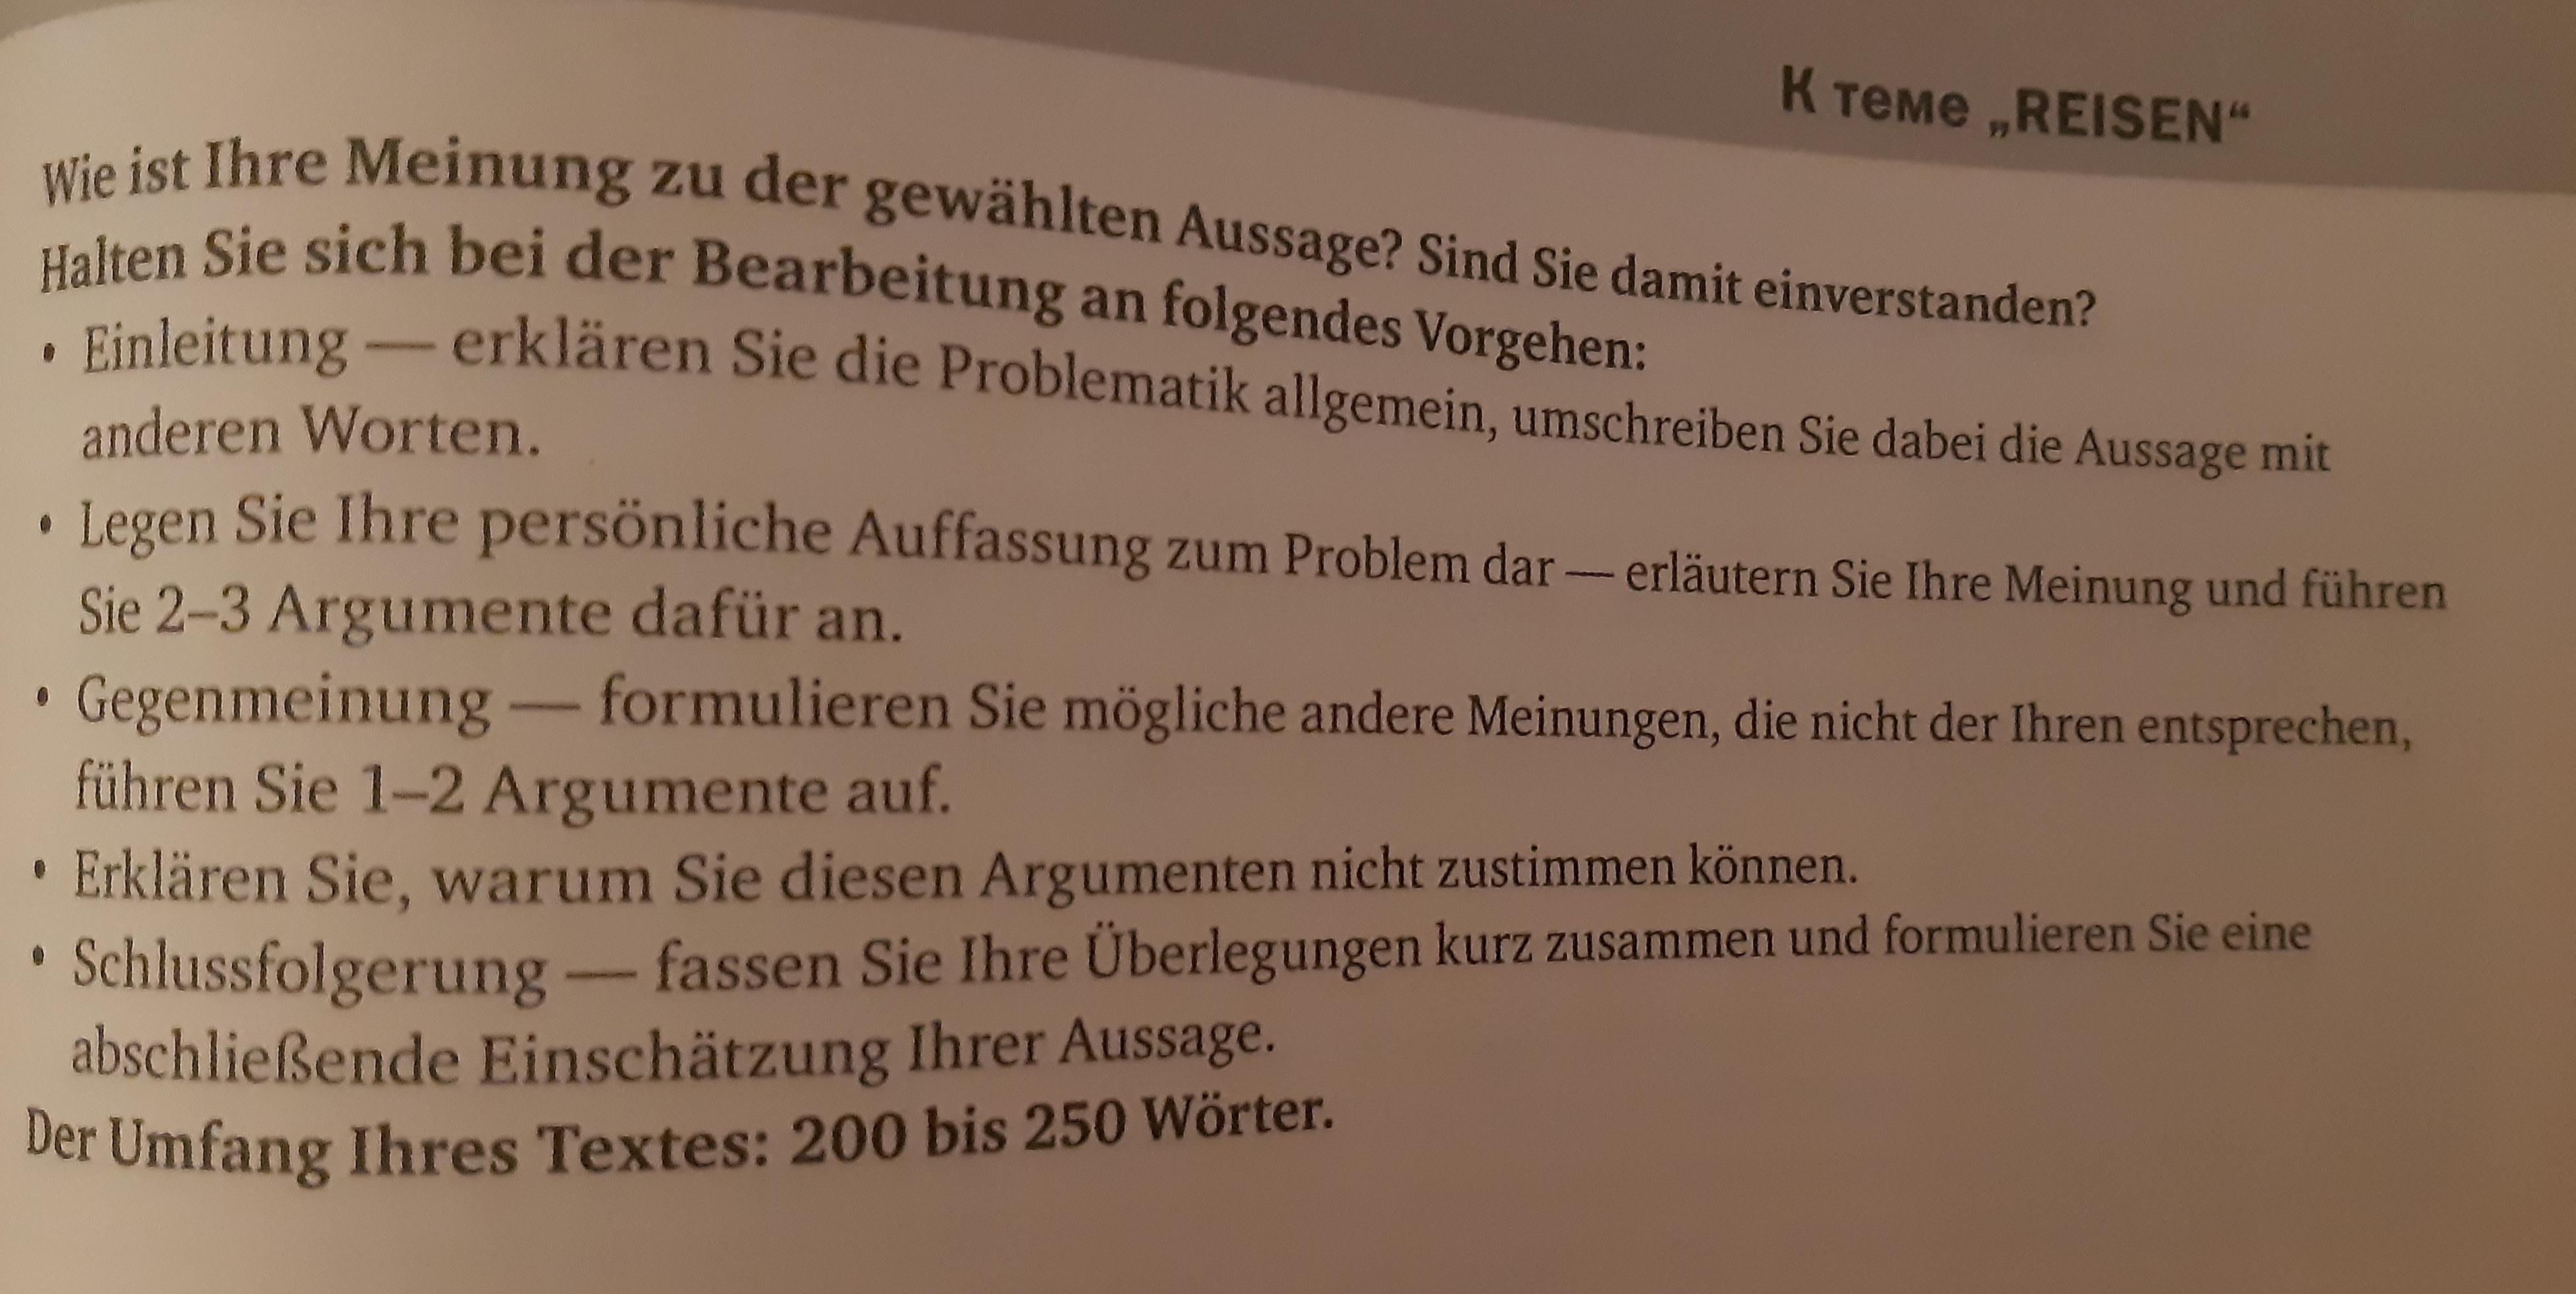 К теме „REISEN“
Wie ist Ihre Meinung zu der gewählten Aussage? Sind Sie damit einverstanden?
Halten Sie sich bei der Bearbeitung an folgendes Vorgehen:
• Einleitung — erklären Sie die Problematik allgemein, umschreiben Sie dabei die Aussage mit
anderen Worten.
• Legen Sie Ihre persönliche Auffassung zum Problem dar — erläutern Sie Ihre Meinung und führen
Sie 2–3 Argumente dafür an.
• Gegenmeinung — formulieren Sie mögliche andere Meinungen, die nicht der Ihren entsprechen,
führen Sie 1–2 Argumente auf.
• Erklären Sie, warum Sie diesen Argumenten nicht zustimmen können.
• Schlussfolgerung — fassen Sie Ihre Überlegungen kurz zusammen und formulieren Sie eine
abschließende Einschätzung Ihrer Aussage.
Der Umfang Ihres Textes: 200 bis 250 Wörter.